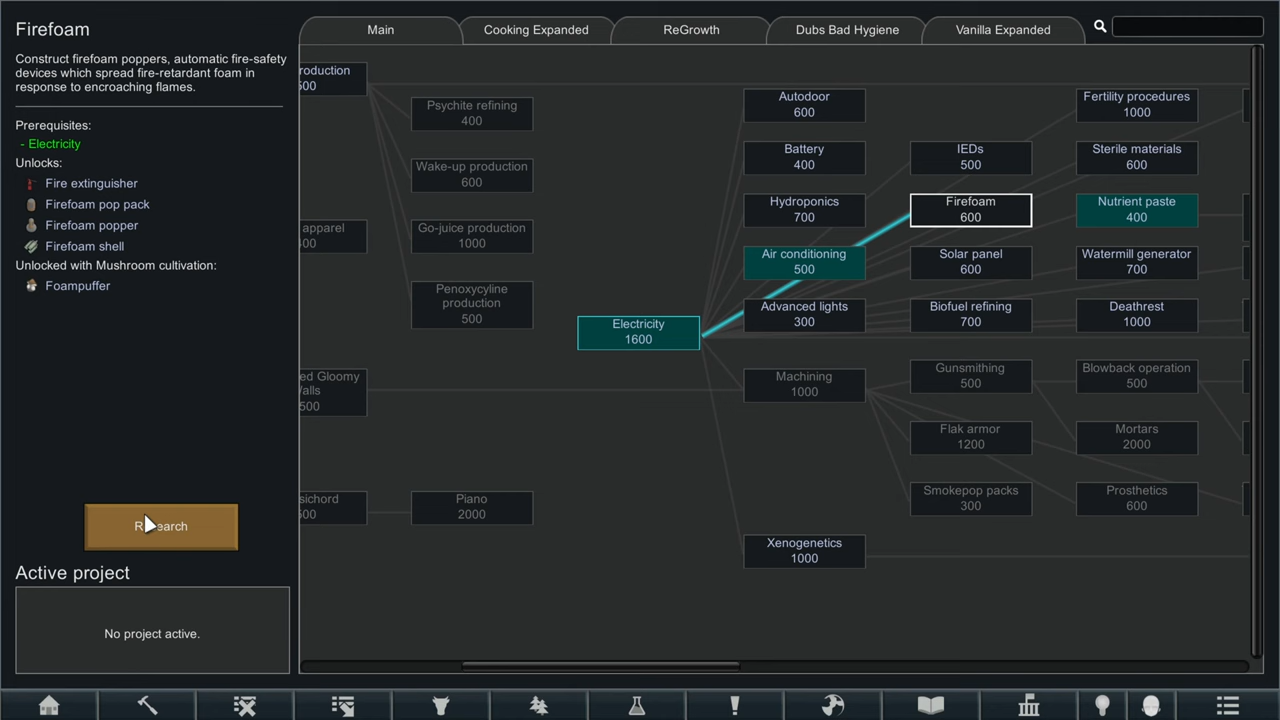 Firefoam
Construct firefoam poppers, automatic fire-safety
devices which spread fire-retardant foam in
response to encroaching flames.
Prerequisites:
- Electricity
Unlocks:
Fire extinguisher
Firefoam pop pack
Firefoam popper
Firefoam shell
Unlocked with Mushroom cultivation:
Foampuffer
Research
Active project
No project active.
Main
Cooking Expanded
ReGrowth
Dubs Bad Hygiene
Vanilla Expanded
roduction
500
Psychite refining
400
Wake-up production
600
apparel
400
Go-juice production
1000
Penoxycyline
production
500
ed Gloomy
Walls
500
sichord
500
Piano
2000
Electricity
1600
Autodoor
600
Battery
400
Hydroponics
700
Air conditioning
500
Advanced lights
300
Machining
1000
Xenogenetics
1000
IEDs
500
Firefoam
600
Solar panel
600
Biofuel refining
700
Gunsmithing
500
Flak armor
1200
Smokepop packs
300
Fertility procedures
1000
Sterile materials
600
Nutrient paste
400
Watermill generator
700
Deathrest
1000
Blowback operation
500
Mortars
2000
Prosthetics
600